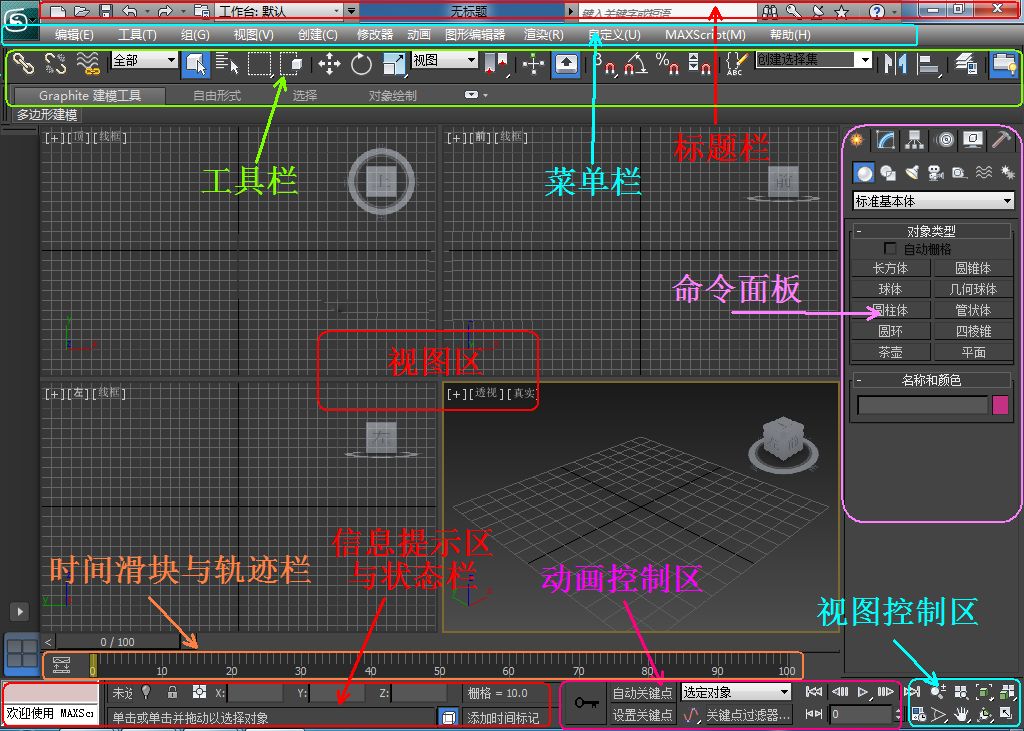 工作台: 默认
无标题
键入关键字或短语
编辑(E) 工具(T) 组(G) 视图(V) 创建(C) 修改器 动画 图形编辑器 渲染(R) 自定义(U) MAXScript(M) 帮助(H)
全部
视图
创建选择集
Graphite 建模工具 自由形式 选择 对象绘制
多边形建模
[+][顶][线框]
[+][前][线框]
标题栏
工具栏
菜单栏
上
前
标准基本体
对象类型
自动栅格
长方体 圆锥体
球体 几何球体
圆柱体 管状体
圆环 四棱锥
茶壶 平面
命令面板
名称和颜色
视图区
[+][左][线框]
[+][透视][真实]
左
信息提示区
与状态栏
时间滑块与轨迹栏
动画控制区
视图控制区
0 / 100
0 10 20 30 40 50 60 70 80 90 100
未选 X: Y: Z: 栅格 = 10.0
自动关键点 选定对象
欢迎使用 MAXScr
单击或单击并拖动以选择对象
添加时间标记
设置关键点 关键点过滤器...
0